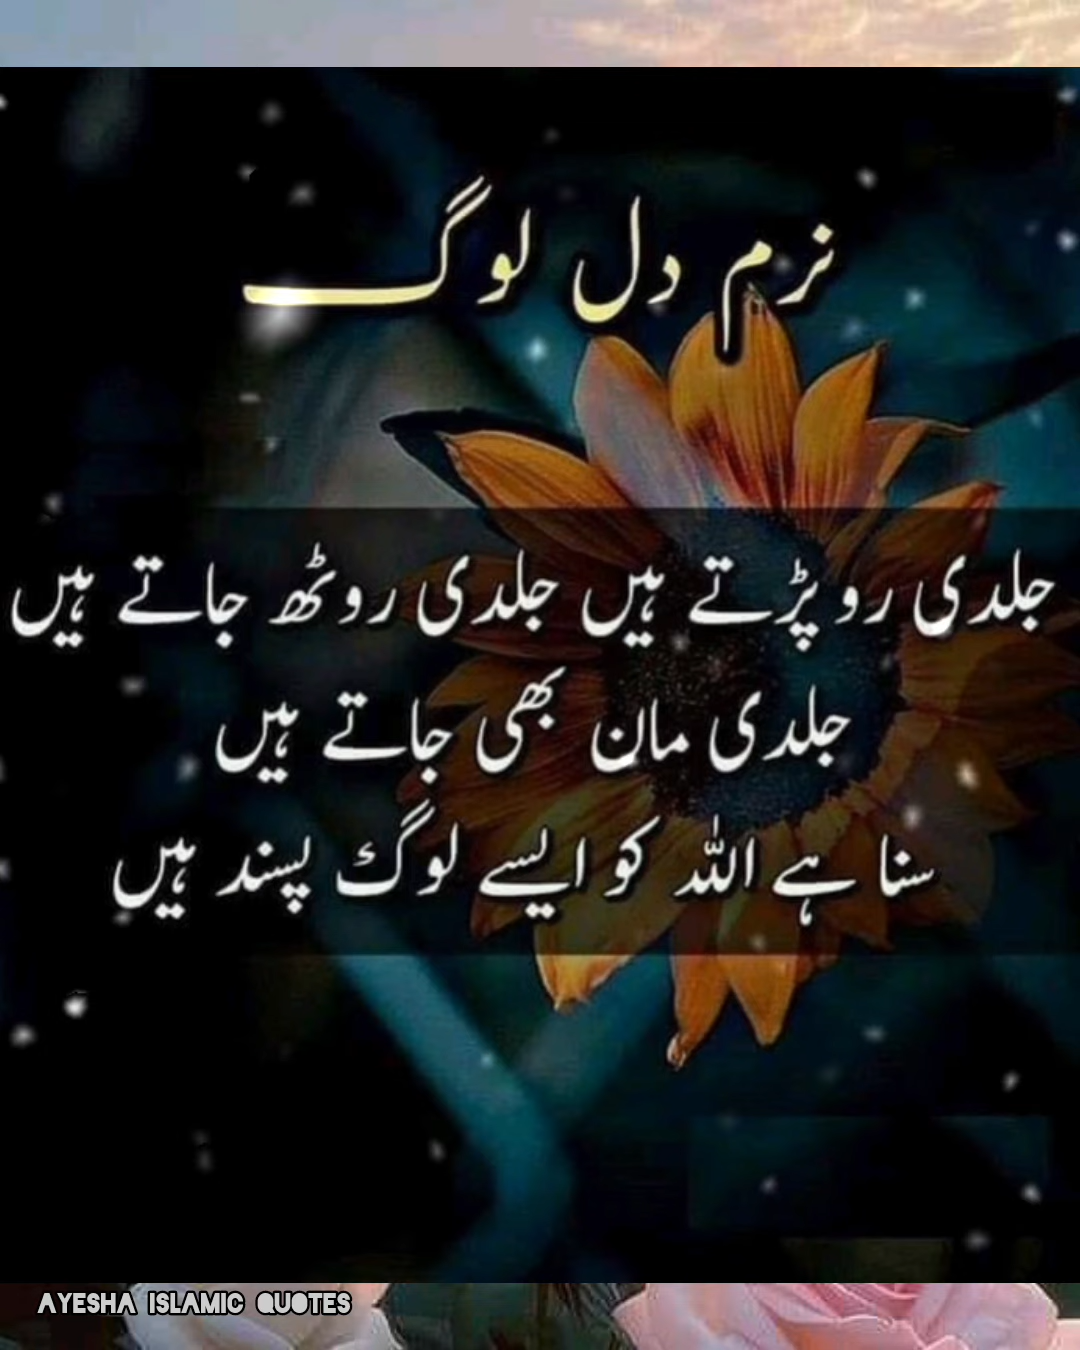 نرم دل لوگ
جلدی رو پڑتے ہیں جلدی روٹھ جاتے ہیں
جلدی مان بھی جاتے ہیں
سنا ہے اللہ کو ایسے لوگ پسند ہیں
AYESHA ISLAMIC QUOTES